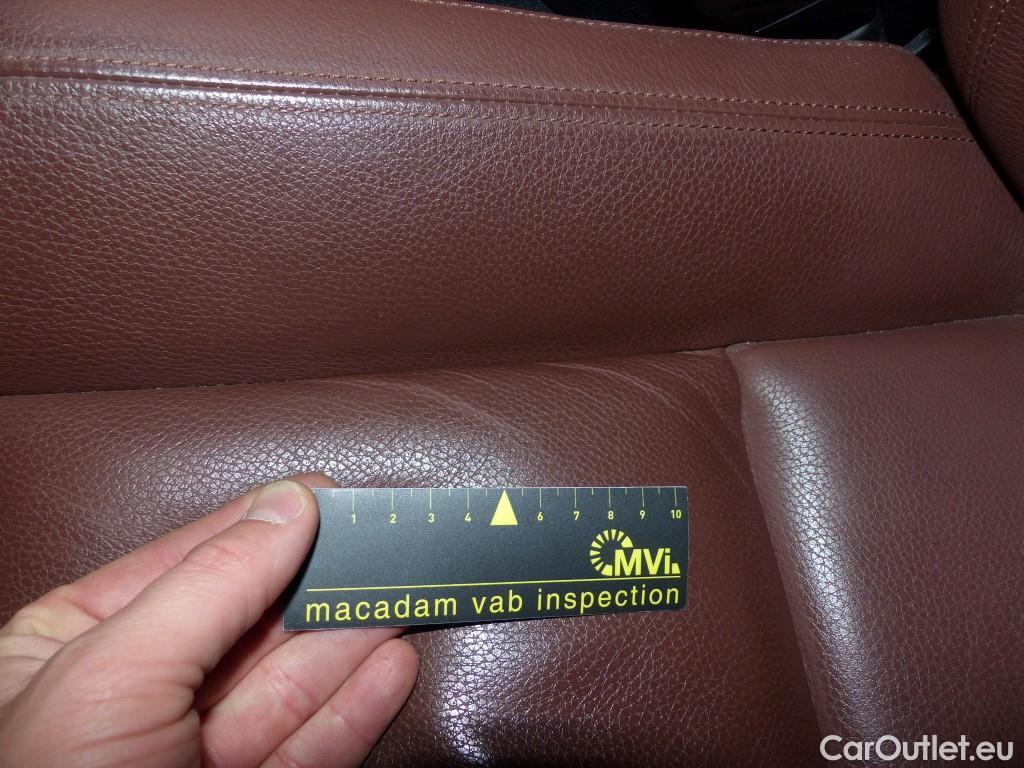 1 2 3 4 6 7 8 9 10
MVi
macadam vab inspection
CarOutlet.eu